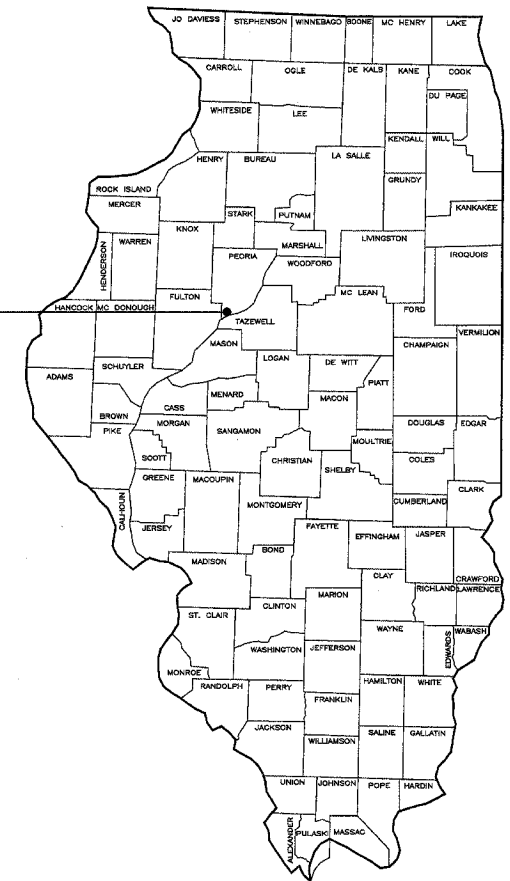 JO DAVIESS
STEPHENSON
WINNEBAGO
BOONE
MC HENRY
LAKE
CARROLL
OGLE
DE KALB
KANE
COOK
DU PAGE
WHITESIDE
LEE
KENDALL
WILL
HENRY
BUREAU
LA SALLE
GRUNDY
ROCK ISLAND
MERCER
KANKAKEE
STARK
PUTNAM
KNOX
MARSHALL
LIVINGSTON
HENDERSON
WARREN
PEORIA
WOODFORD
IROQUOIS
MC LEAN
FULTON
FORD
HANCOCK
MC DONOUGH
TAZEWELL
VERMILION
MASON
CHAMPAIGN
LOGAN
DE WITT
SCHUYLER
ADAMS
PIATT
MENARD
MACON
CASS
BROWN
PIKE
MORGAN
SANGAMON
DOUGLAS
EDGAR
MOULTRIE
SCOTT
CHRISTIAN
SHELBY
COLES
GREENE
MACOUPIN
CALHOUN
MONTGOMERY
CUMBERLAND
CLARK
JERSEY
FAYETTE
EFFINGHAM
JASPER
BOND
MADISON
CLAY
CRAWFORD
MARION
RICHLAND
LAWRENCE
CLINTON
ST. CLAIR
WAYNE
EDWARDS
WABASH
WASHINGTON
JEFFERSON
MONROE
RANDOLPH
PERRY
HAMILTON
WHITE
FRANKLIN
JACKSON
SALINE
GALLATIN
WILLIAMSON
UNION
JOHNSON
POPE
HARDIN
ALEXANDER
PULASKI
MASSAC